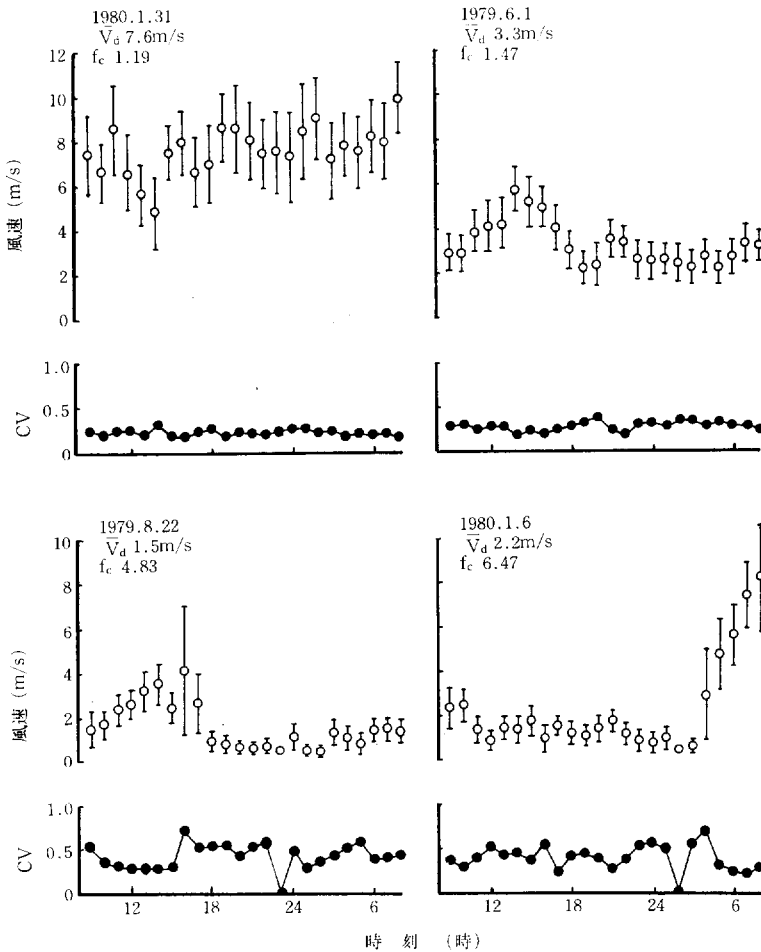 1980.1.31
V̄d 7.6m/s
fc 1.19
1979.6.1
V̄d 3.3m/s
fc 1.47
12
10
8
6
4
2
0
風速 (m/s)
1.0
0.5
0
CV
1979.8.22
V̄d 1.5m/s
fc 4.83
1980.1.6
V̄d 2.2m/s
fc 6.47
10
8
6
4
2
0
風速 (m/s)
1.0
0.5
0
CV
12 18 24 6
12 18 24 6
時 刻 (時)